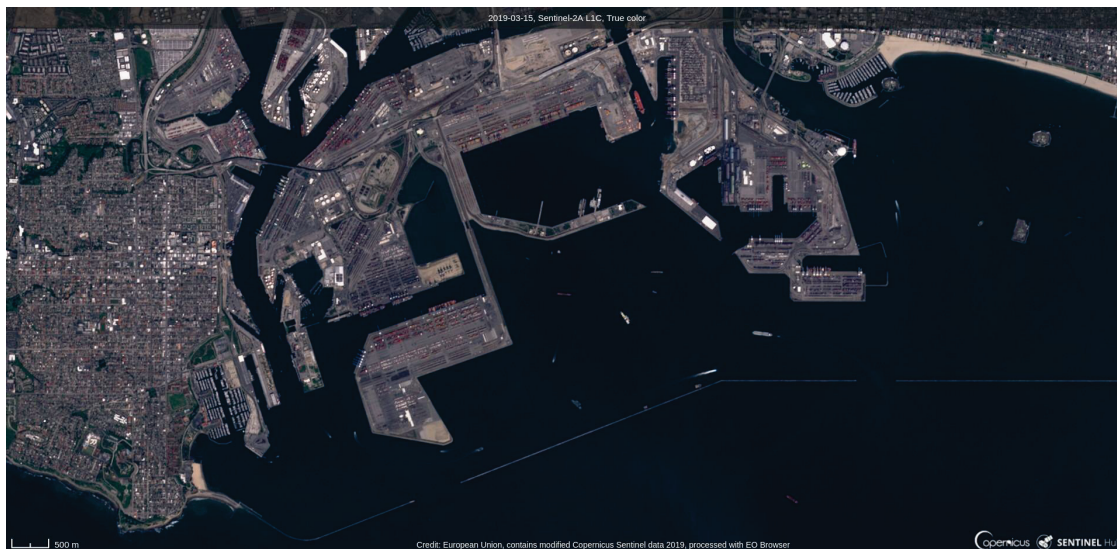 2019-03-15, Sentinel-2A L1C, True color
500 m
Credit: European Union, contains modified Copernicus Sentinel data 2019, processed with EO Browser
opernicus
SENTINEL Hu